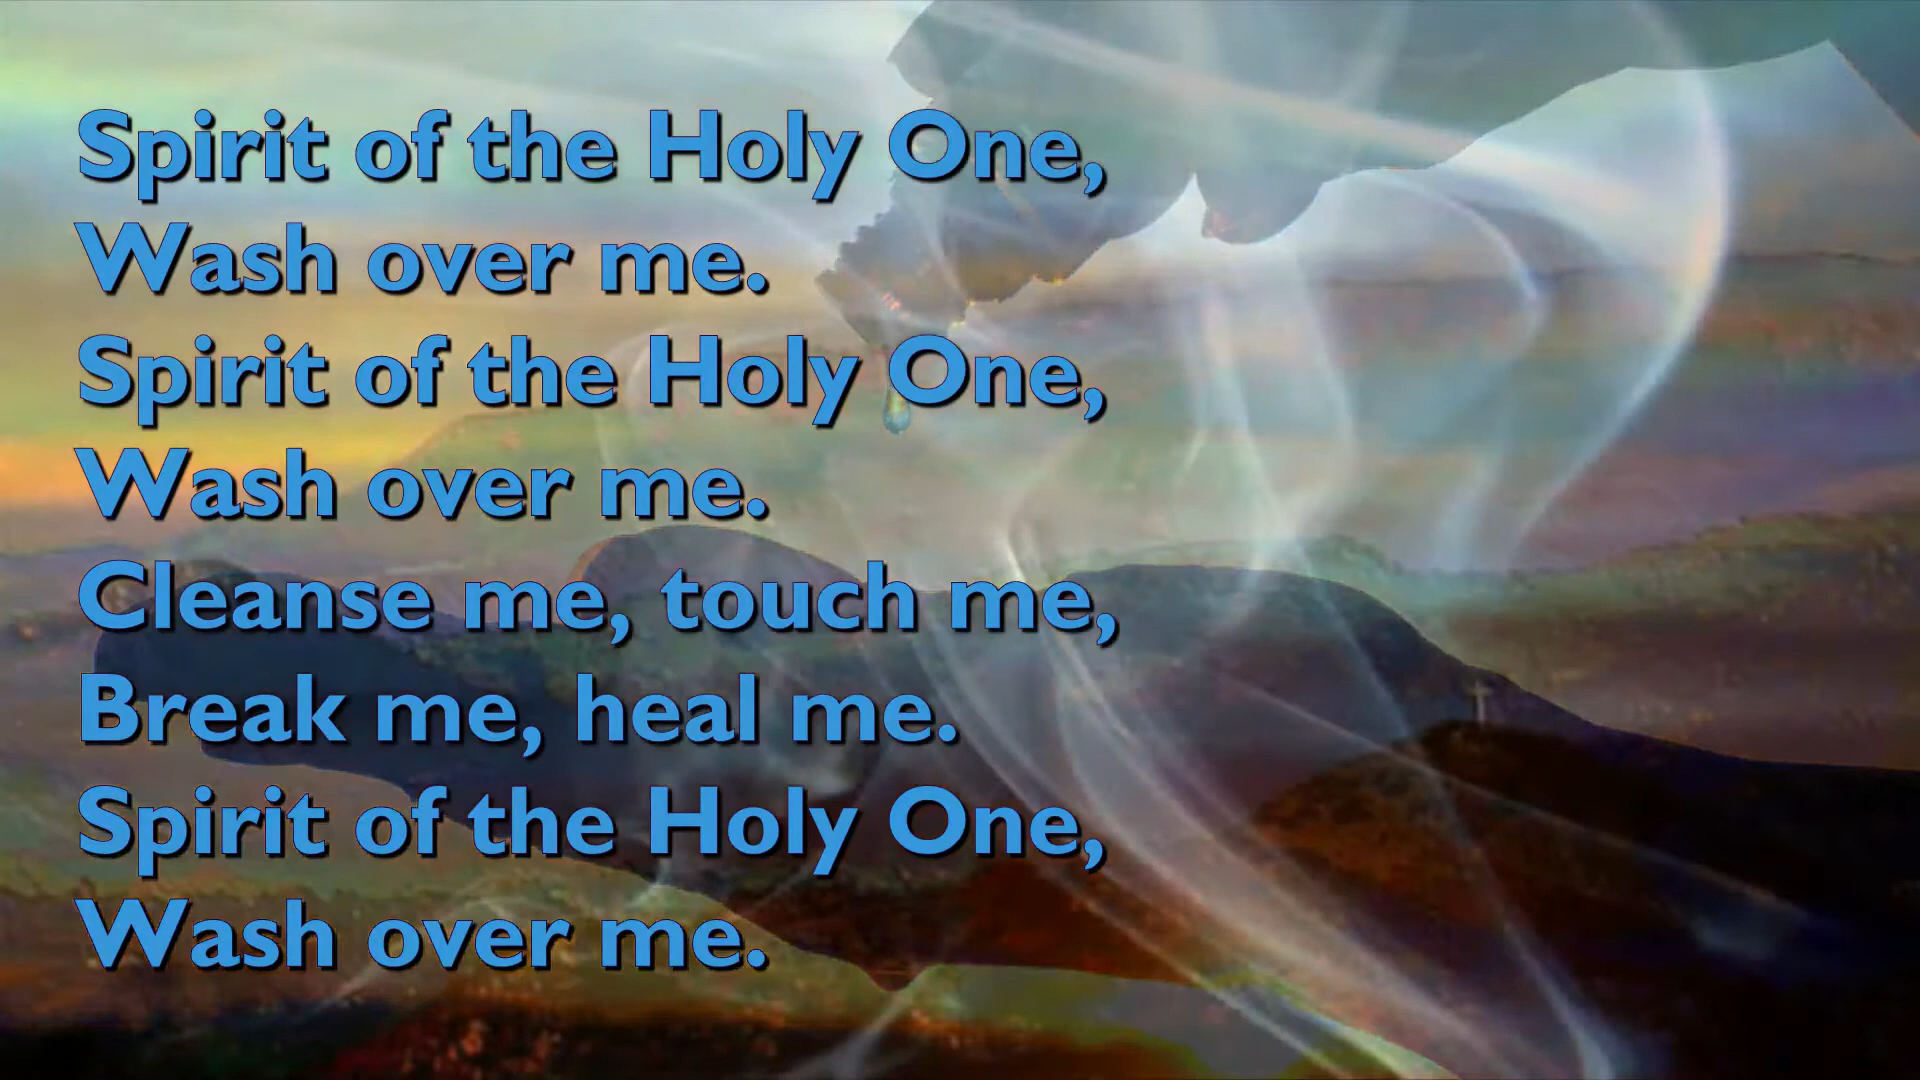 Spirit of the Holy One,
Wash over me.
Spirit of the Holy One,
Wash over me.
Cleanse me, touch me,
Break me, heal me.
Spirit of the Holy One,
Wash over me.